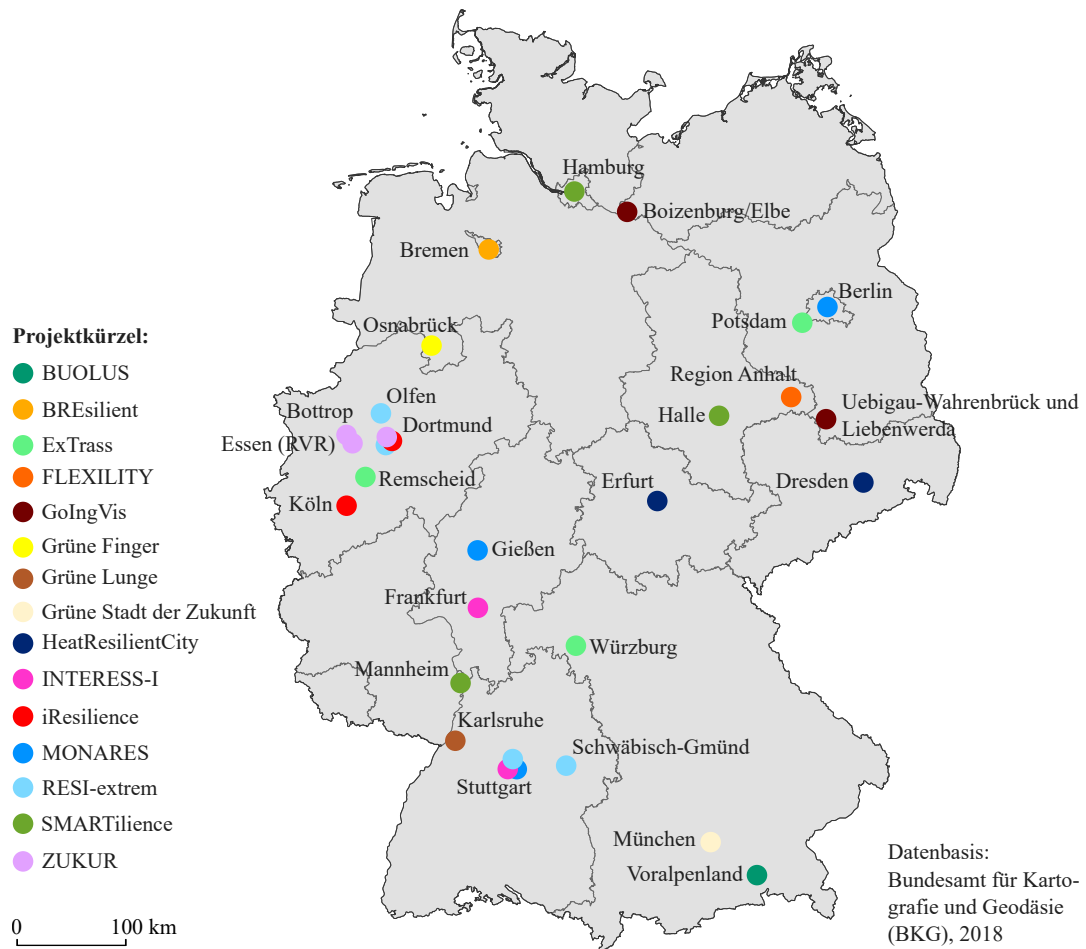 Hamburg
Boizenburg/Elbe
Bremen
Berlin
Potsdam
Osnabrück
Region Anhalt
Olfen
Bottrop
Dortmund
Essen (RVR)
Halle
Uebigau-Wahrenbrück und
Liebenwerda
Remscheid
Köln
Erfurt
Dresden
Gießen
Frankfurt
Würzburg
Mannheim
Karlsruhe
Schwäbisch-Gmünd
Stuttgart
München
Voralpenland
Projektkürzel:
BUOLUS
BREsilient
ExTrass
FLEXILITY
GoIngVis
Grüne Finger
Grüne Lunge
Grüne Stadt der Zukunft
HeatResilientCity
INTERESS-I
iResilience
MONARES
RESI-extrem
SMARTilience
ZUKUR
0 100 km
Datenbasis:
Bundesamt für Karto-
grafie und Geodäsie
(BKG), 2018